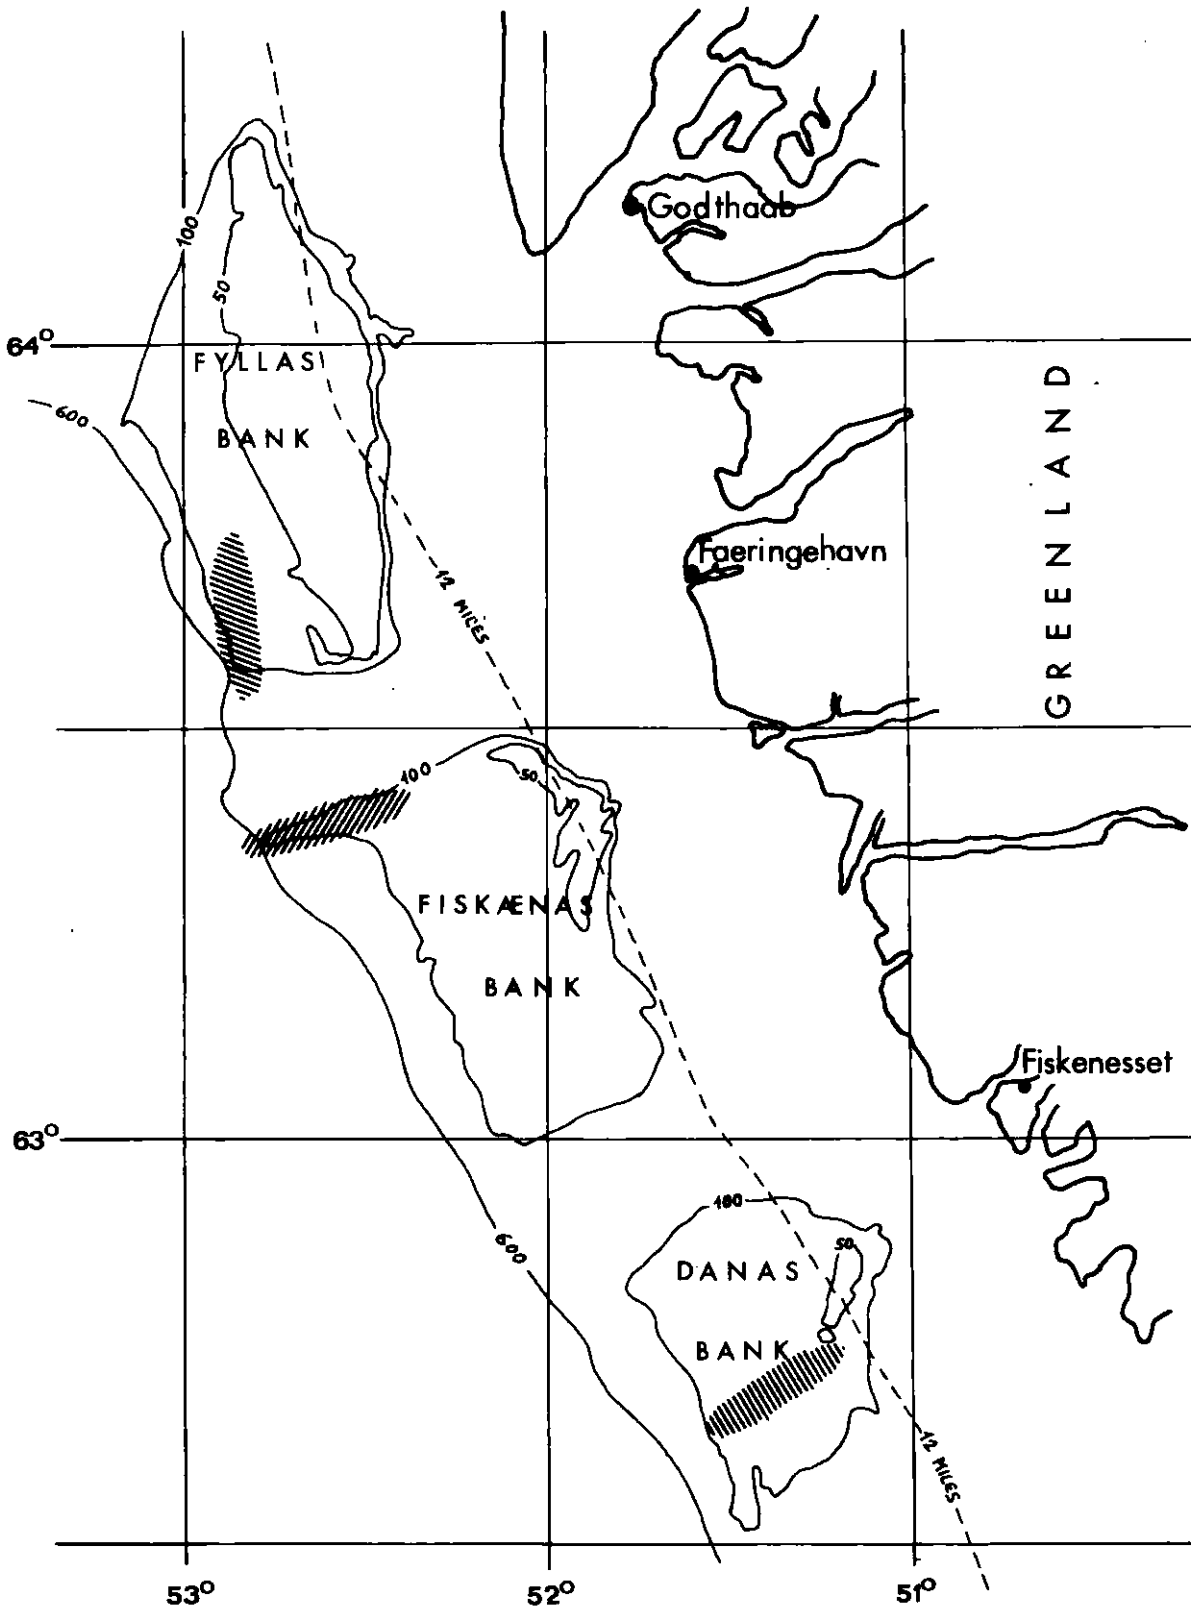 Godthaab
100
50
64°
FYLLAS
600
BANK
GREENLAND
Faeringehavn
12 MILES
100
50
FISKÆNAS
BANK
Fiskenesset
63°
100
600
50
DANAS
BANK
12 MILES
53°
52°
51°